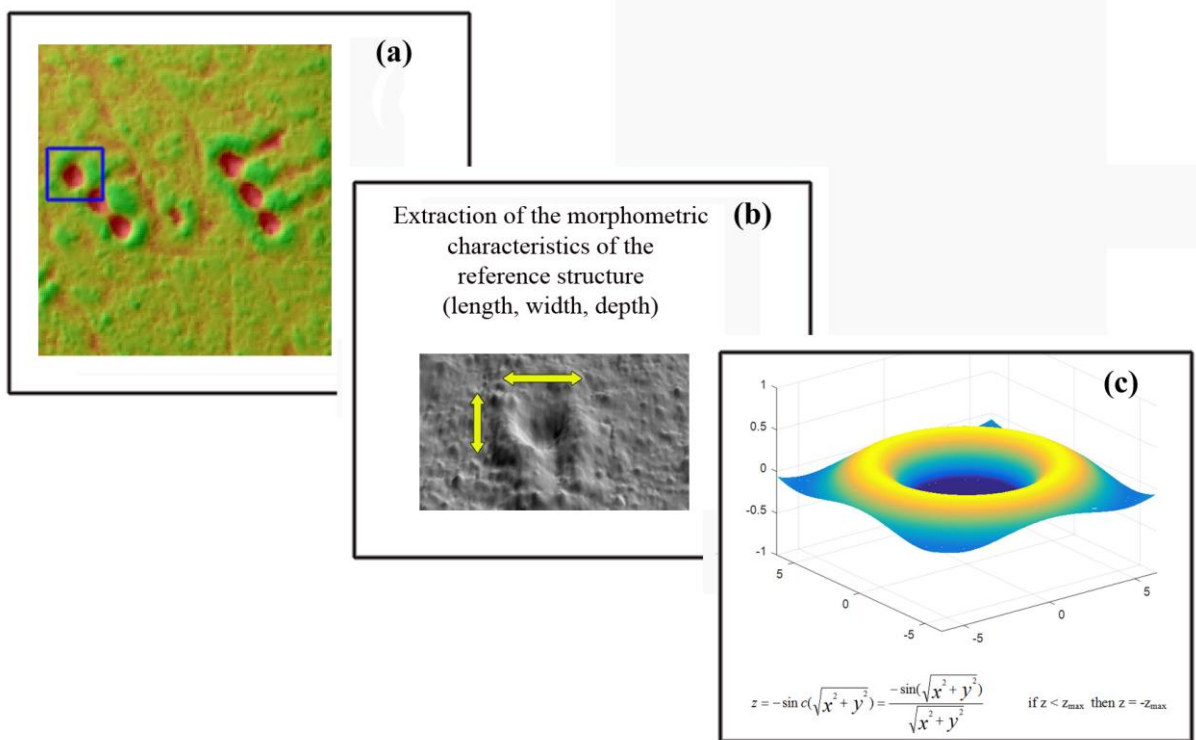 (a)
Extraction of the morphometric
characteristics of the
reference structure
(length, width, depth)
(b)
(c)
1
0.5
0
-0.5
-1
5
0
-5
-5
0
5
z = -sin c(√x² + y²) = -sin(√x² + y²) / √x² + y²
if z < zmax then z = -zmax